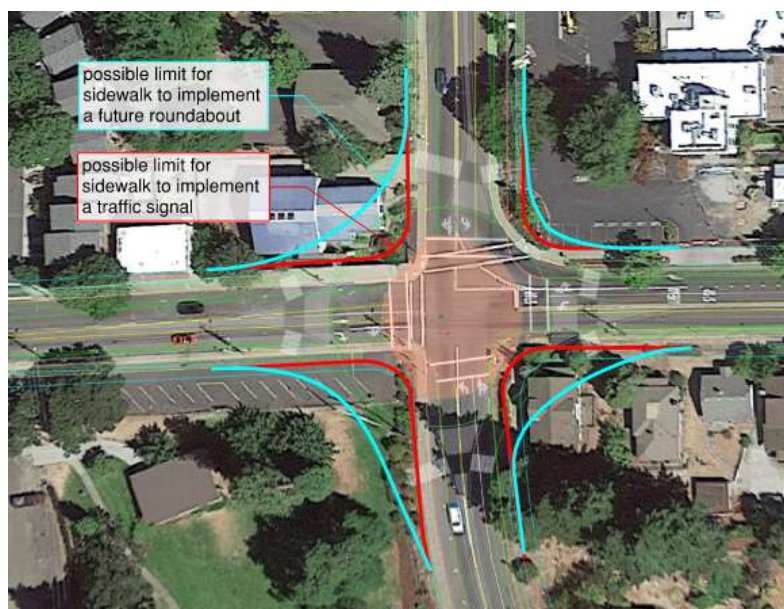 possible limit for
sidewalk to implement
a future roundabout
possible limit for
sidewalk to implement
a traffic signal